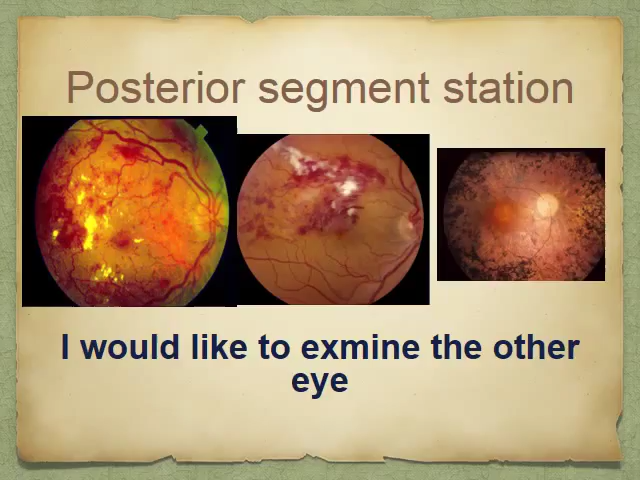 Posterior segment station
I would like to exmine the other
eye